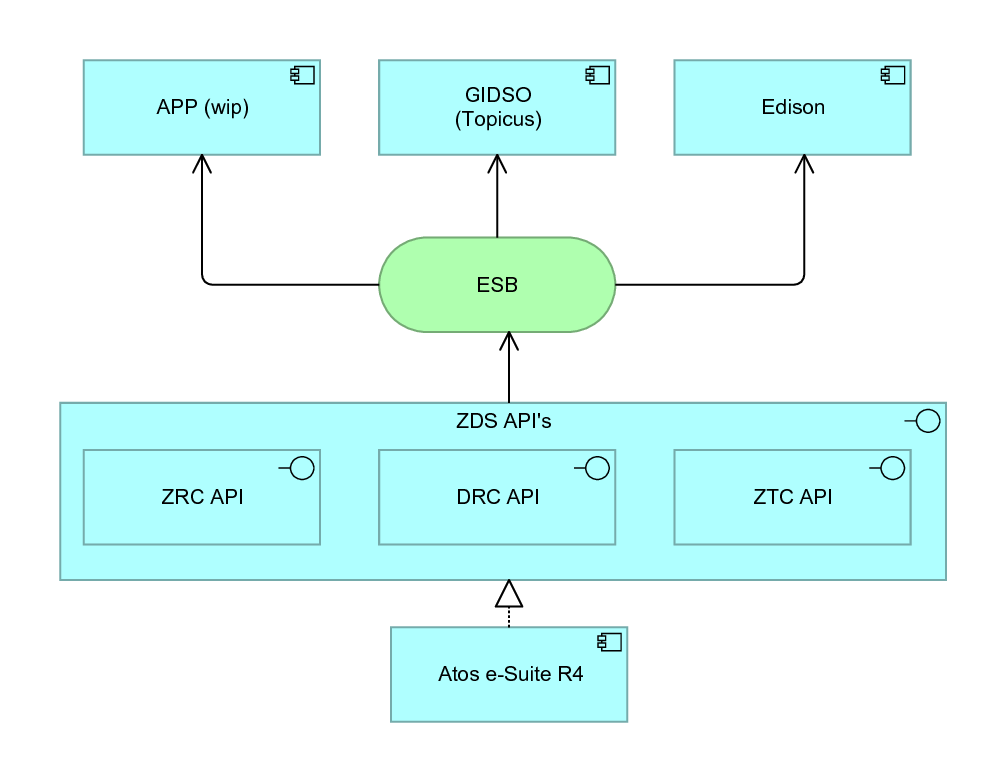 APP (wip)
GIDSO
(Topicus)
Edison
ESB
ZDS API's
ZRC API
DRC API
ZTC API
Atos e-Suite R4